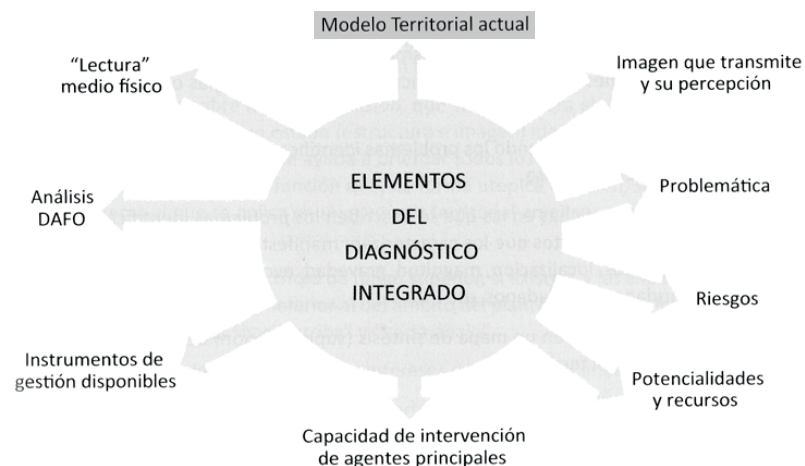 Modelo Territorial actual
“Lectura”
medio físico
Imagen que transmite
y su percepción
ELEMENTOS
DEL
DIAGNÓSTICO
INTEGRADO
Análisis
DAFO
Problemática
Riesgos
Instrumentos de
gestión disponibles
Potencialidades
y recursos
Capacidad de intervención
de agentes principales